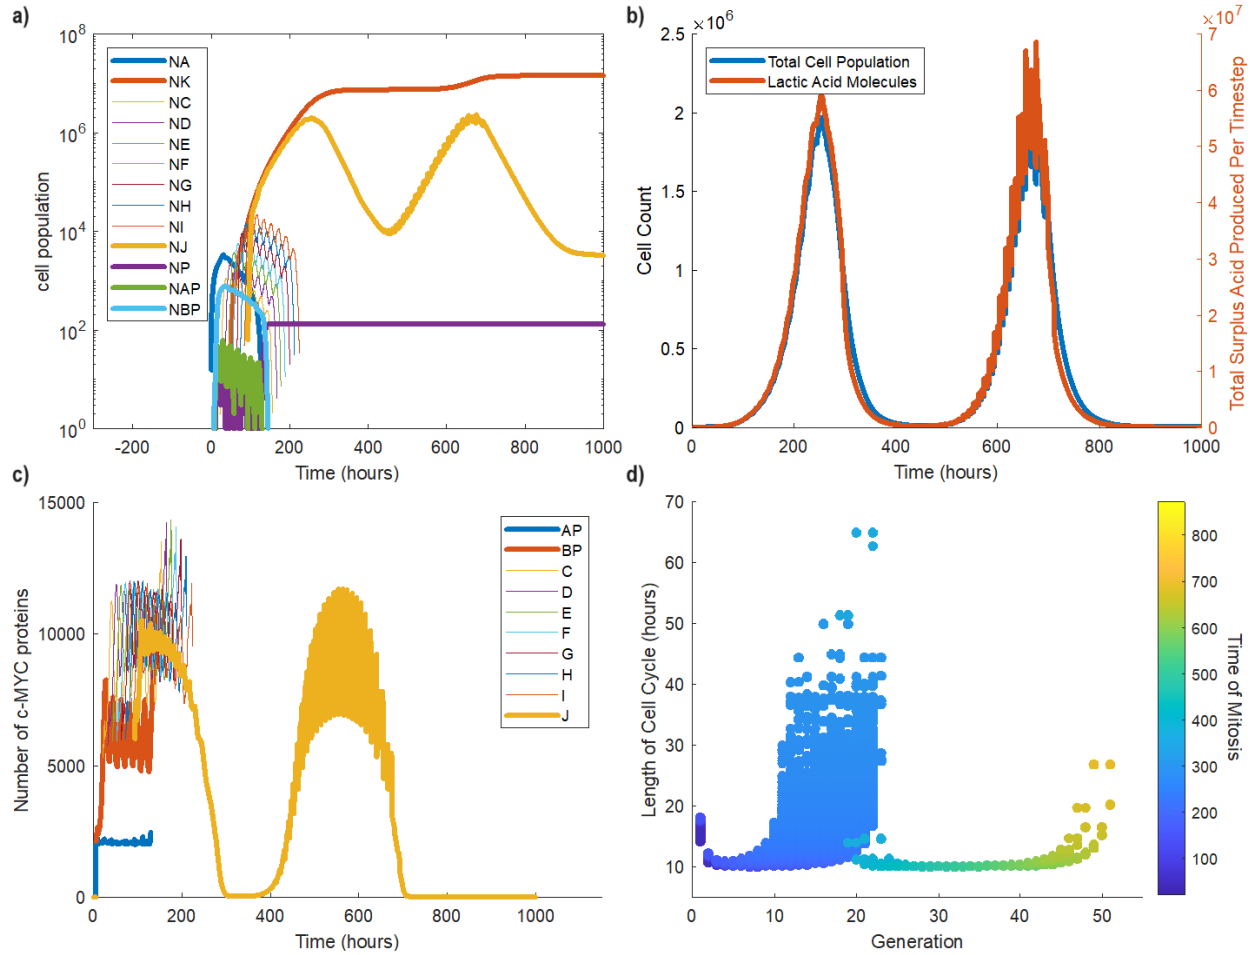 a)
10^8
10^6
10^4
10^2
10^0
cell population
NA
NK
NC
ND
NE
NF
NG
NH
NI
NJ
NP
NAP
NBP
-200 0 200 400 600 800 1000
Time (hours)
b)
×10^6
×10^7
2.5
2
1.5
1
0.5
0
Cell Count
Total Cell Population
Lactic Acid Molecules
7
6
5
4
3
2
1
0
Total Surplus Acid Produced Per Timestep
0 200 400 600 800 1000
Time (hours)
c)
15000
10000
5000
0
Number of c-MYC proteins
AP
BP
C
D
E
F
G
H
I
J
0 200 400 600 800 1000
Time (hours)
d)
70
60
50
40
30
20
10
Length of Cell Cycle (hours)
0 10 20 30 40 50
Generation
800
700
600
500
400
300
200
100
Time of Mitosis